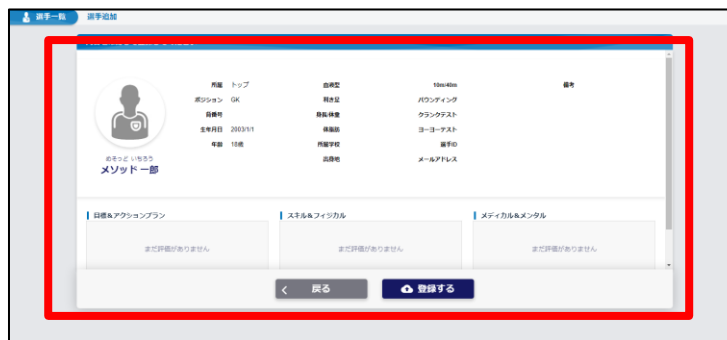 選手一覧 選手追加
所属 トップ 血液型 10m/40m 備考
ポジション GK 利き足 バウンディング
背番号 身長/体重 クランクテスト
生年月日 2003/1/1 体脂肪 ヨーヨーテスト
年齢 18歳 所属学校 選手ID
出身地 メールアドレス
めそっど いちろう
メソッド 一郎
目標&アクションプラン スキル&フィジカル メディカル&メンタル
まだ評価がありません まだ評価がありません まだ評価がありません
戻る 登録する